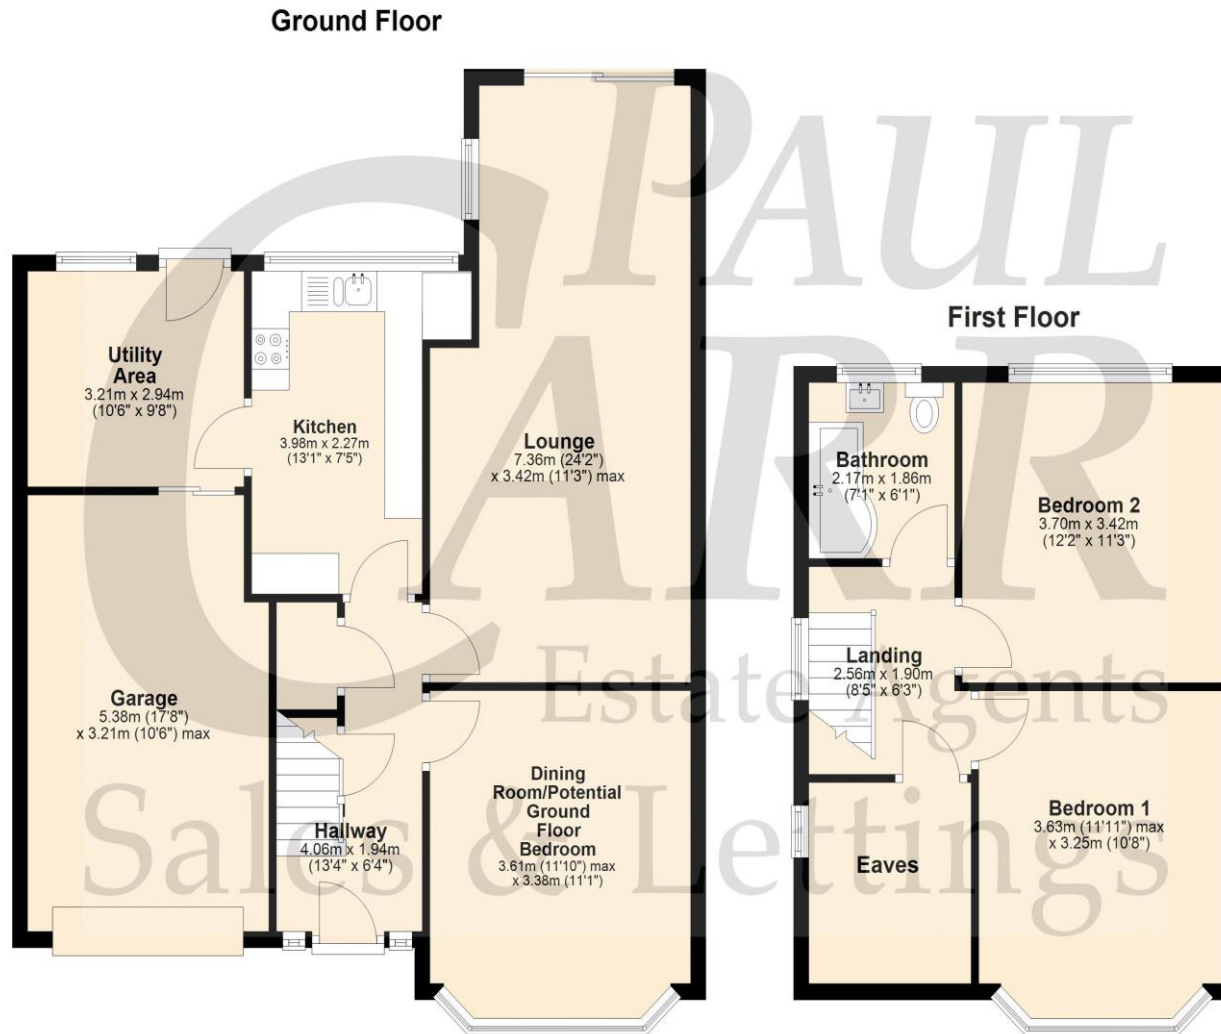 Ground Floor
Utility
Area
3.21m x 2.94m
(10'6" x 9'8")
Kitchen
3.98m x 2.27m
(13'1" x 7'5")
Lounge
7.36m (24'2")
x 3.42m (11'3") max
Garage
5.38m (17'8")
x 3.21m (10'6") max
Hallway
4.06m x 1.94m
(13'4" x 6'4")
Dining
Room/Potential
Ground
Floor
Bedroom
3.61m (11'10") max
x 3.38m (11'1")
First Floor
Bathroom
2.17m x 1.86m
(7'1" x 6'1")
Bedroom 2
3.70m x 3.42m
(12'2" x 11'3")
Landing
2.56m x 1.90m
(8'5" x 6'3")
Bedroom 1
3.63m (11'11") max
x 3.25m (10'8")
Eaves
PAUL
CARR
Estate Agents
Sales & Lettings